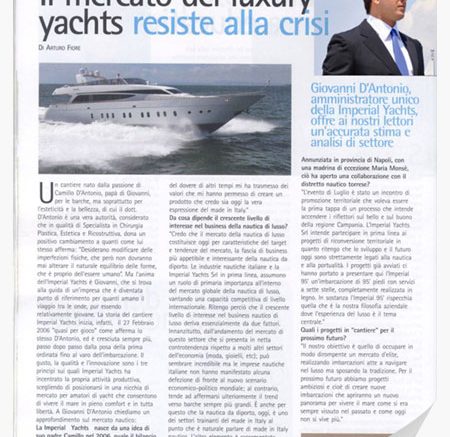 Il mercato dei luxury
yachts resiste alla crisi
DI ARTURO FIORE
Giovanni D'Antonio,
amministratore unico
della Imperial Yachts,
offre ai nostri lettori
un'accurata stima e
analisi di settore
Un cantiere nato dalla passione di
Camillo D'Antonio, papà di Giovanni,
per le barche, ma soprattutto per
l'esteticità e la bellezza, di cui il dott.
D'Antonio è una vera autorità, considerato
che in qualità di Specialista in Chirurgia
Plastica, Estetica e Ricostruttiva, dona un
positivo cambiamento a quanti come lui
stesso afferma: "Desiderano modificare delle
imperfezioni fisiche, che però non dovranno
mai alterare il naturale equilibrio delle forme,
che è proprio dell'essere umano". Ma l'anima
dell'Imperial Yachts è Giovanni, che si trova
alla guida di un'impresa che è diventata
punto di riferimento per quanti amano il
viaggio tra le onde, pur essendo
relativamente giovane. La storia del cantiere
Imperial Yachts inizia, infatti, il 27 Febbraio
2006 "quasi per gioco" come afferma lo
stesso D'Antonio, ed è cresciuta sempre più,
passo dopo passo dalla posa della prima
ordinata fino al varo dell'imbarcazione. Il
gusto, la qualità e l'innovazione sono i tre
principi sui quali Imperial Yachts ha
incentrato la propria attività produttiva,
scegliendo di posizionarsi in una nicchia di
mercato per amatori di yacht che consentono
di vivere il mare in pieno comfort e in tutta
libertà. A Giovanni D'Antonio chiediamo un
approfondimento sul mercato nautico:
La Imperial Yachts nasce da una idea di
suo padre Camillo nel 2006, quale il bilancio
del dovere di altri tempi mi ha trasmesso dei
valori che mi hanno permesso di creare un
prodotto che credo sia oggi la vera
espressione del made in Italy".
Da cosa dipende il crescente livello di
interesse nel business della nautica di lusso?
"Credo che il mercato della nautica di lusso
costituisce oggi per caratteristiche del target
e tendenze del mercato, la fascia di business
più appetibile e interessante della nautica da
diporto. Le industrie nautiche italiane e la
Imperial Yachts Srl in prima linea, assumono
un ruolo di primaria importanza all'interno
del mercato globale della nautica di lusso,
vantando una capacità competitiva di livello
internazionale. Ritengo perciò che il crescente
livello di interesse nel business nautico di
lusso deriva essenzialmente da due fattori.
Innanzitutto, dall'andamento del mercato di
questo settore che si presenta in netta
controtendenza rispetto a molti altri settori
dell'economia (moda, gioielli, etc); può
sembrare incredibile ma le imprese nautiche
italiane non hanno manifestato alcuna
defezione di fronte al nuovo scenario
economico-politico mondiale; al contrario,
tende ad affermarsi ulteriormente il trend
verso barche sempre più grandi. Anche è per
questo che la nautica da diporto, oggi, è uno
dei settori trainanti del made in Italy al
punto che è naturale parlare di made in Italy
Annunziata in provincia di Napoli, con
una madrina di eccezione Maria Monsè,
ciò ha aperto una collaborazione con il
distretto nautico torrese?
"L'evento di Luglio è stato un incontro di
promozione territoriale che voleva essere
la prima tappa di un processo che intende
accendere i riflettori sul bello e sul buono
della regione Campania. L'Imperial Yachts
Srl intende partecipare in prima linea ai
progetti di riconversione territoriale in
quanto ritengo che lo sviluppo e il futuro
oggi sono strettamente legati alla nautica
e alla portualità. I progetti già avviati ci
hanno portato a presentare qui l'Imperial
95' un'imbarcazione di 95' piedi con servizi
a sette stelle, completamente realizzata in
legno. In sostanza l'Imperial 95' rispecchia
quella che è la nostra filosofia aziendale
dove l'esperienza del lusso è il tema
centrale."
Quali i progetti in "cantiere" per il
prossimo futuro?
"Il nostro obiettivo è quello di occupare in
modo dirompente un mercato d'elite,
realizzando imbarcazioni atte a navigare
nel lusso ma sposando la tradizione. Per il
prossimo futuro abbiamo progetti
ambiziosi e cioè di creare nuove
imbarcazioni che aumentino ogni volta
la voglia di vivere il mare come si era
sempre vissuto nel passato e come oggi
non si vive più."